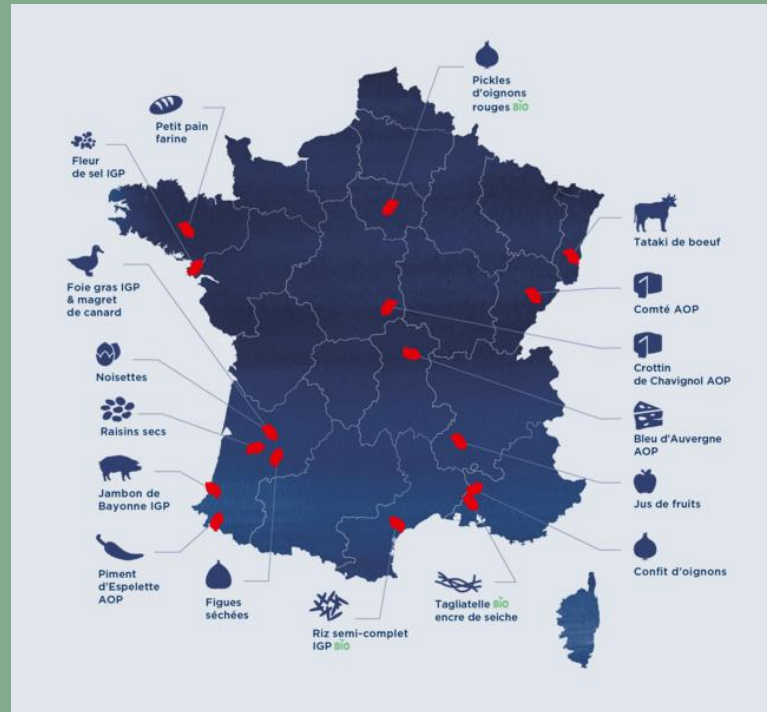 Pickles
d'oignons
rouges BIO
Petit pain
farine
Fleur
de sel IGP
Tataki de boeuf
Foie gras IGP
& magret
de canard
Comté AOP
Noisettes
Crottin
de Chavignol AOP
Raisins secs
Bleu d'Auvergne
AOP
Jambon de
Bayonne IGP
Jus de fruits
Piment
d'Espelette
AOP
Figues
séchées
Riz semi-complet
IGP BIO
Tagliatelle BIO
encre de seiche
Confit d'oignons